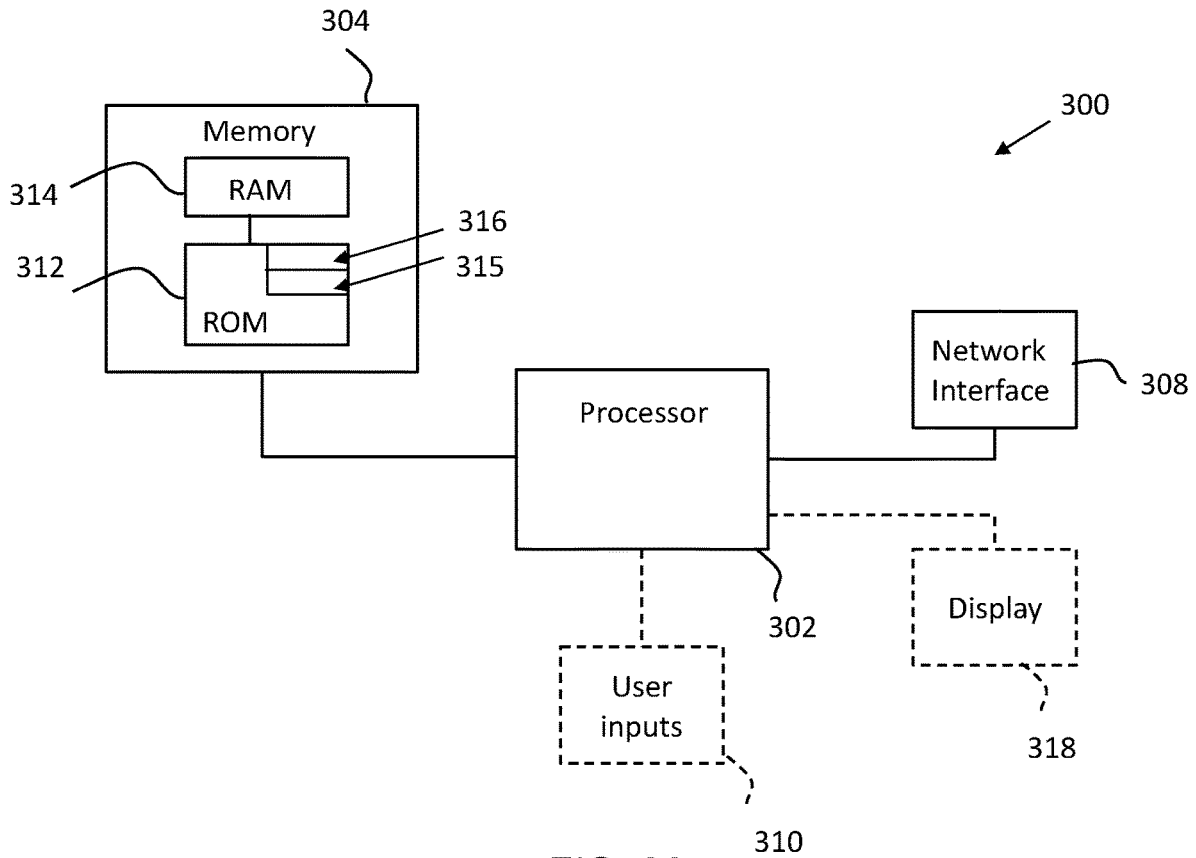 304
Memory
300
RAM
314
316
312
315
ROM
Network
Interface
308
Processor
302
Display
User
inputs
318
310